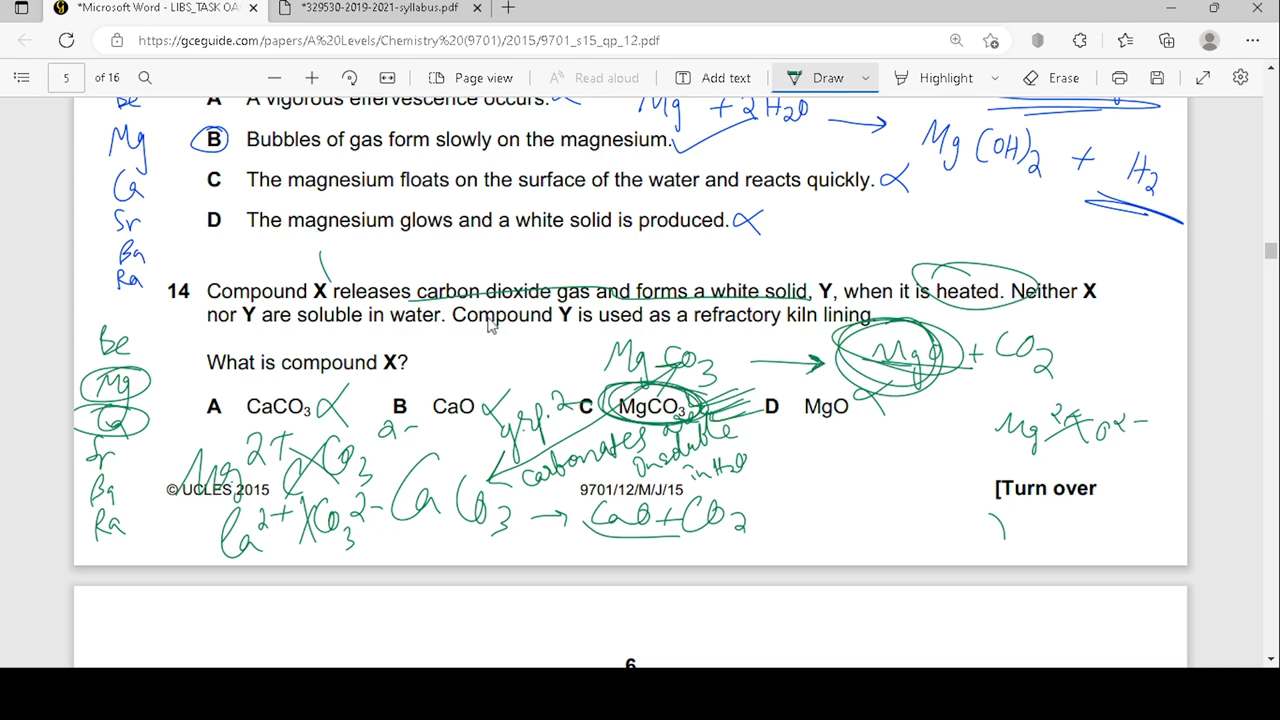 *Microsoft Word - LIBS_TASK OA
*329530-2019-2021-syllabus.pdf
https://gceguide.com/papers/A%20Levels/Chemistry%20(9701)/2015/9701_s15_qp_12.pdf
5 of 16
Page view
Read aloud
Add text
Draw
Highlight
Erase
Be
A A vigorous effervescence occurs.
Mg + 2H₂O → Mg(OH)₂ + H₂
Mg
B Bubbles of gas form slowly on the magnesium.
Ca
C The magnesium floats on the surface of the water and reacts quickly.
Sr
D The magnesium glows and a white solid is produced.
Ba
Ra
14 Compound X releases carbon dioxide gas and forms a white solid, Y, when it is heated. Neither X
nor Y are soluble in water. Compound Y is used as a refractory kiln lining.
Be
What is compound X?
MgCO₃ → MgO + CO₂
Mg
A CaCO₃ B CaO C MgCO₃ D MgO
Ca
grp. 2
carbonates are
insoluble
in H₂O
Mg²⁺ O²⁻
Sr
Mg²⁺ CO₃
2-
Ba
© UCLES 2015 9701/12/M/J/15 [Turn over
Ra
Ca²⁺ CO₃²⁻
CaCO₃ → CaO + CO₂
6